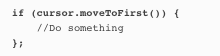 if (cursor.moveToFirst()) {
    //Do something
};